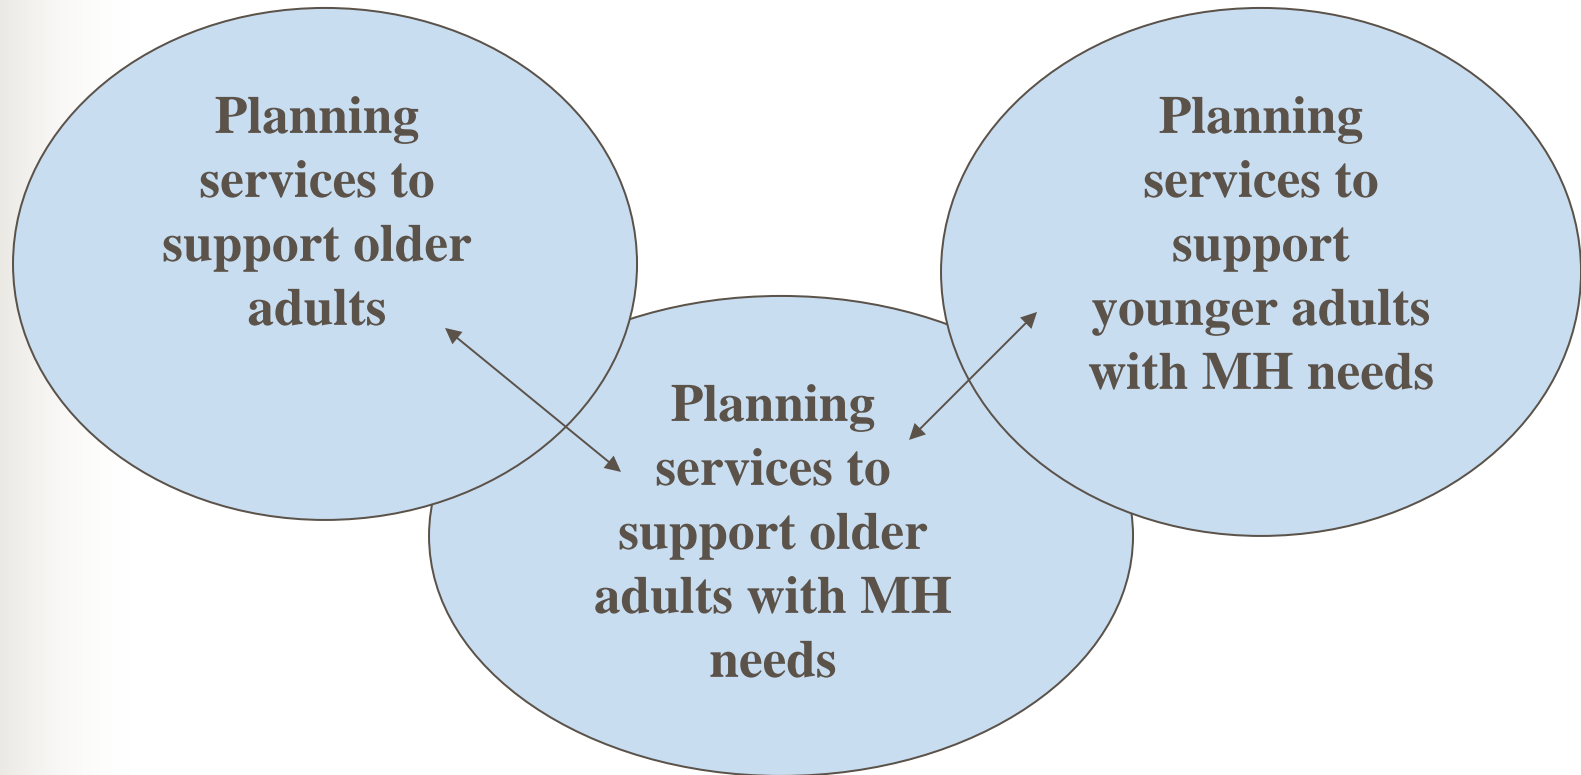 Planning
services to
support older
adults
Planning
services to
support
younger adults
with MH needs
Planning
services to
support older
adults with MH
needs